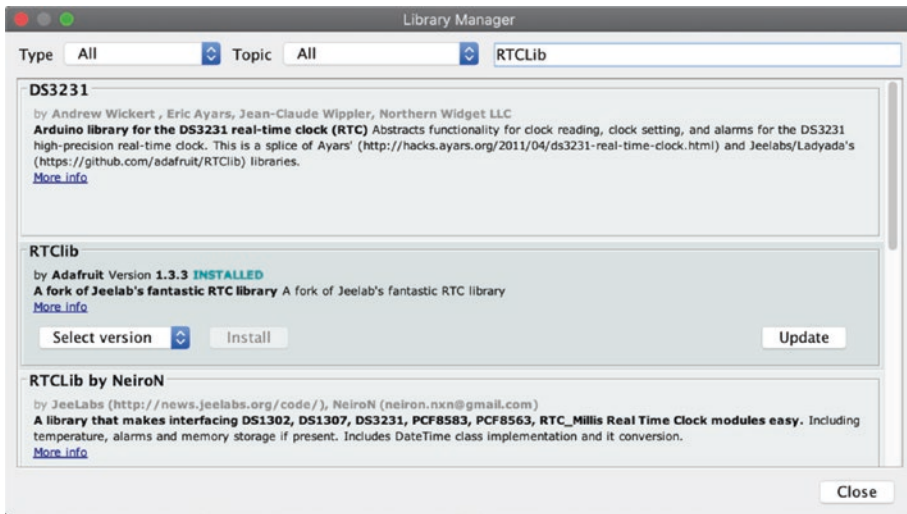 Library Manager
Type All Topic All RTCLib
DS3231
by Andrew Wickert , Eric Ayars, Jean-Claude Wippler, Northern Widget LLC
Arduino library for the DS3231 real-time clock (RTC) Abstracts functionality for clock reading, clock setting, and alarms for the DS3231
high-precision real-time clock. This is a splice of Ayars' (http://hacks.ayars.org/2011/04/ds3231-real-time-clock.html) and Jeelabs/Ladyada's
(https://github.com/adafruit/RTClib) libraries.
More info
RTClib
by Adafruit Version 1.3.3 INSTALLED
A fork of Jeelab's fantastic RTC library A fork of Jeelab's fantastic RTC library
More info
Select version Install Update
RTCLib by NeiroN
by JeeLabs (http://news.jeelabs.org/code/), NeiroN (neiron.nxn@gmail.com)
A library that makes interfacing DS1302, DS1307, DS3231, PCF8583, PCF8563, RTC_Millis Real Time Clock modules easy. Including
temperature, alarms and memory storage if present. Includes DateTime class implementation and it conversion.
More info
Close